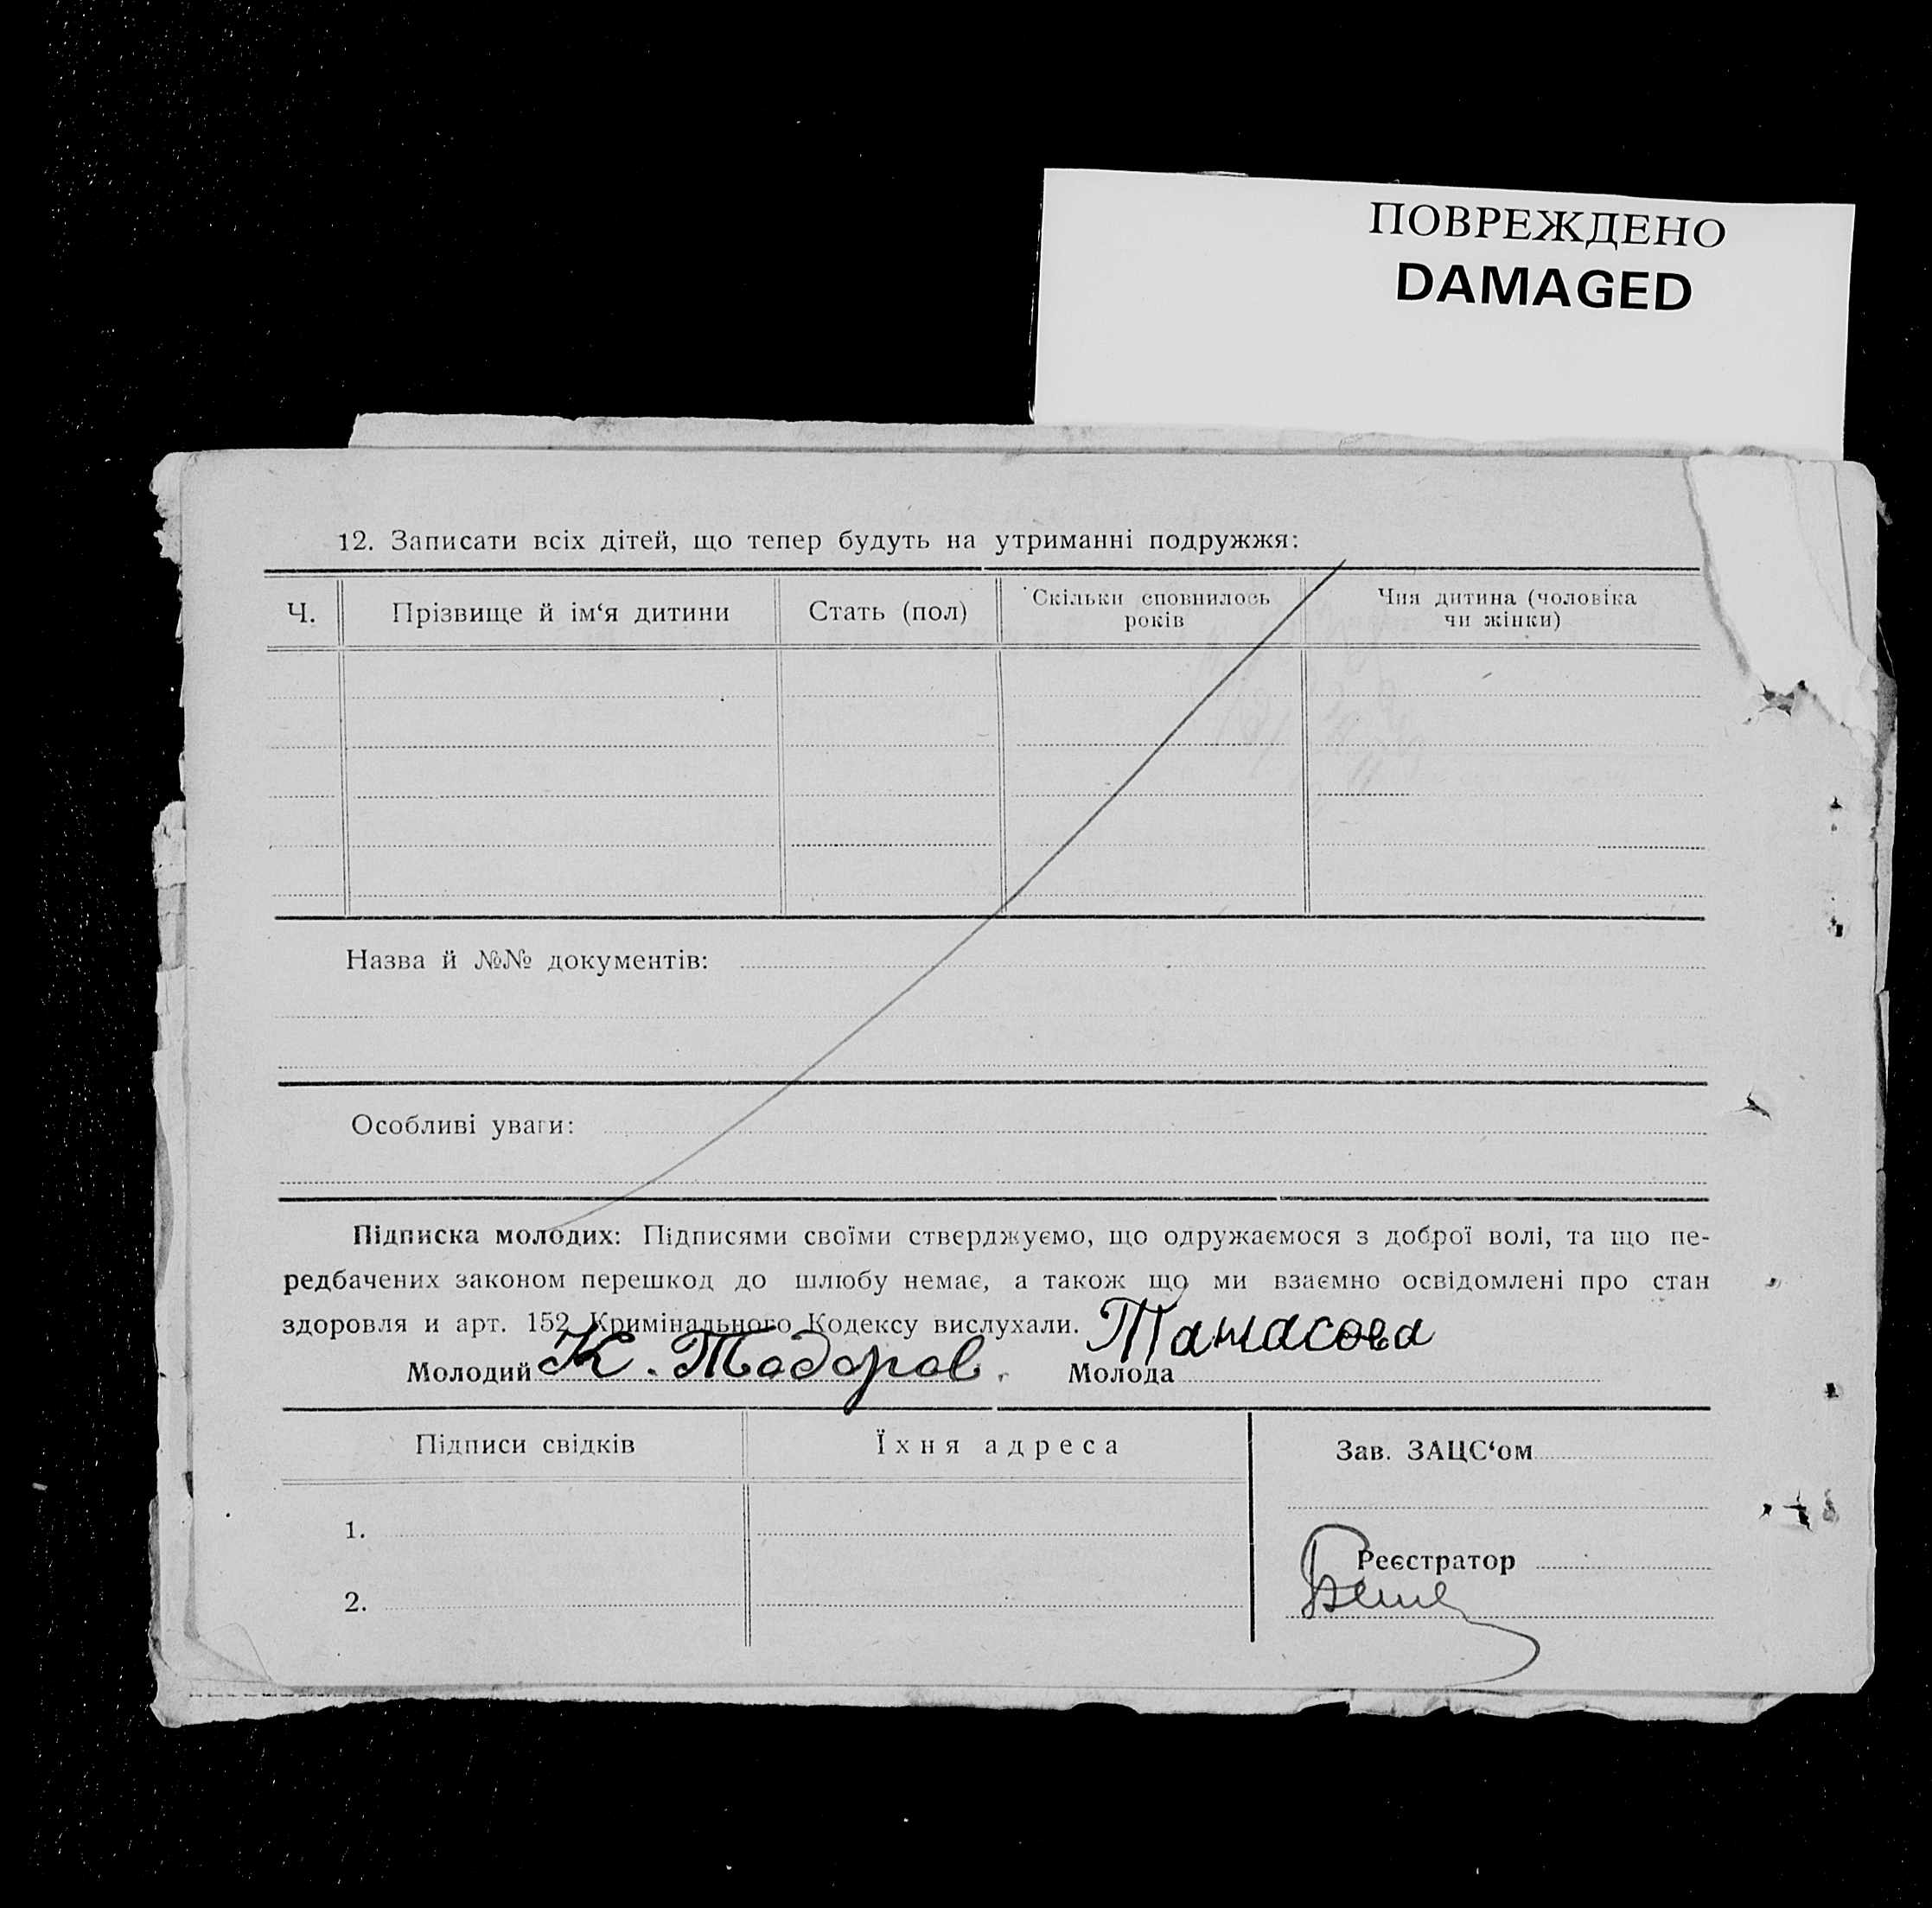 ПОВРЕЖДЕНО
DAMAGED
12. Записати всіх дітей, що тепер будуть на утриманні подружжя:
Ч. Прізвище й ім‘я дитини Стать (пол) Скільки сповнилось років Чия дитина (чоловіка чи жінки)
Назва й №№ документів:
Особливі уваги:
Підписка молодих: Підписями своїми стверджуємо, що одружаємося з доброї волі, та що пе-
редбачених законом перешкод до шлюбу немає, а також що ми взаємно освідомлені про стан
здоровля и арт. 152 Кримінального Кодексу вислухали.
Молодий К. Тодоров. Молода Танасова
Підписи свідків Їхня адреса Зав. ЗАЦС‘ом
1.
Реєстратор
2.